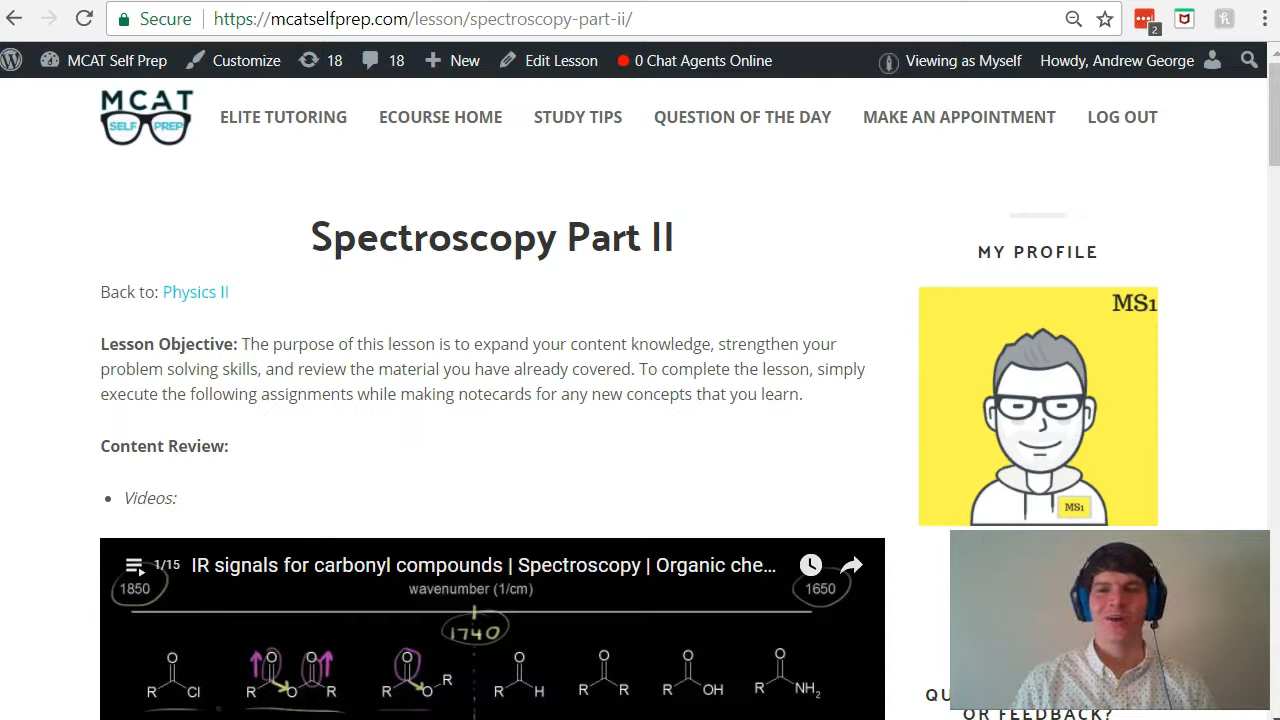 Secure https://mcatselfprep.com/lesson/spectroscopy-part-ii/
2
MCAT Self Prep Customize 18 18 New Edit Lesson 0 Chat Agents Online Viewing as Myself Howdy, Andrew George
MCAT
SELF PREP
ELITE TUTORING ECOURSE HOME STUDY TIPS QUESTION OF THE DAY MAKE AN APPOINTMENT LOG OUT
Spectroscopy Part II
Back to: Physics II
Lesson Objective: The purpose of this lesson is to expand your content knowledge, strengthen your
problem solving skills, and review the material you have already covered. To complete the lesson, simply
execute the following assignments while making notecards for any new concepts that you learn.
Content Review:
Videos:
1/15 IR signals for carbonyl compounds | Spectroscopy | Organic che...
1850 wavenumber (1/cm) 1650
1740
O O O O O O O O
R Cl R O R R O R R H R R R OH R NH2
MY PROFILE
MS1
MS1
QU
OR FEEDBACK?